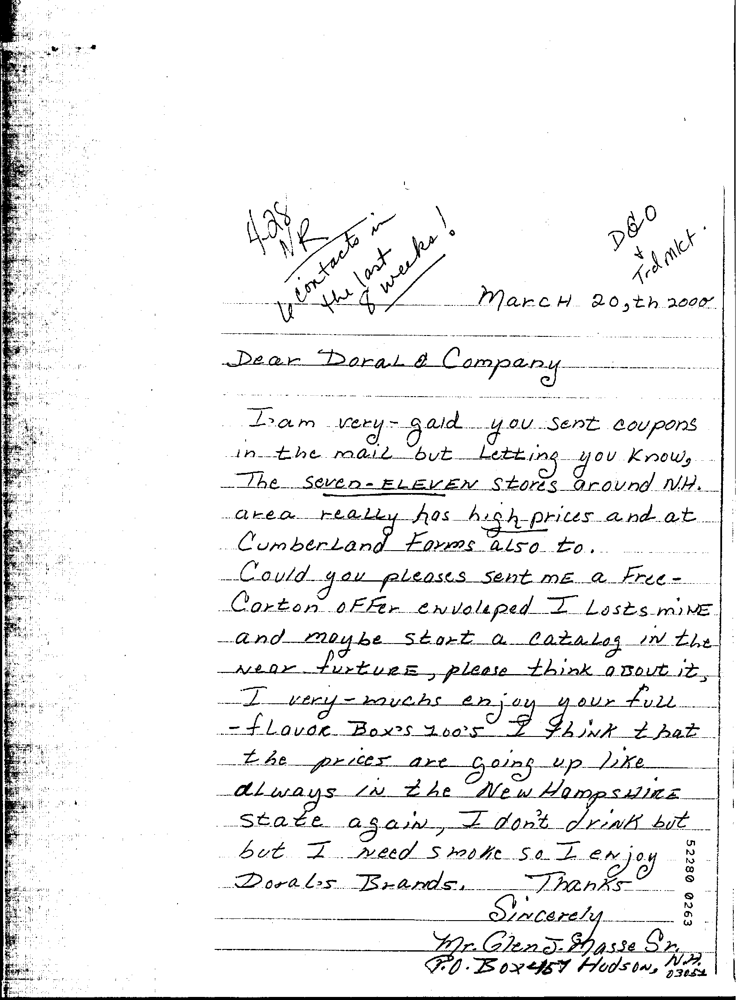 4-28
NR
6 contacts in
the last
8 weeks!
D&O
&
Trd Mkt.
March 20,th 2000
Dear Doral & Company
I am very-gald you sent coupons
in the mail but Letting you Know,
The Seven-ELEVEN stores around N.H.
area really has high prices and at
Cumberland Farms also to.
Could you pleases sent me a Free-
Carton oFFer envoleped I Losts mine
and maybe start a catalog in the
near furture, please think about it,
I very-muchs enjoy your full
-flavor Box's 100's I think that
the prices are going up like
always in the New Hampshire
state again, I don't drink but
but I need smoke so I enjoy
Doral's Brands. Thanks
Sincerely
Mr. Glen J. Masse Sr.
P.O. Box 457 Hudson, N.H.
03051
52280 0263